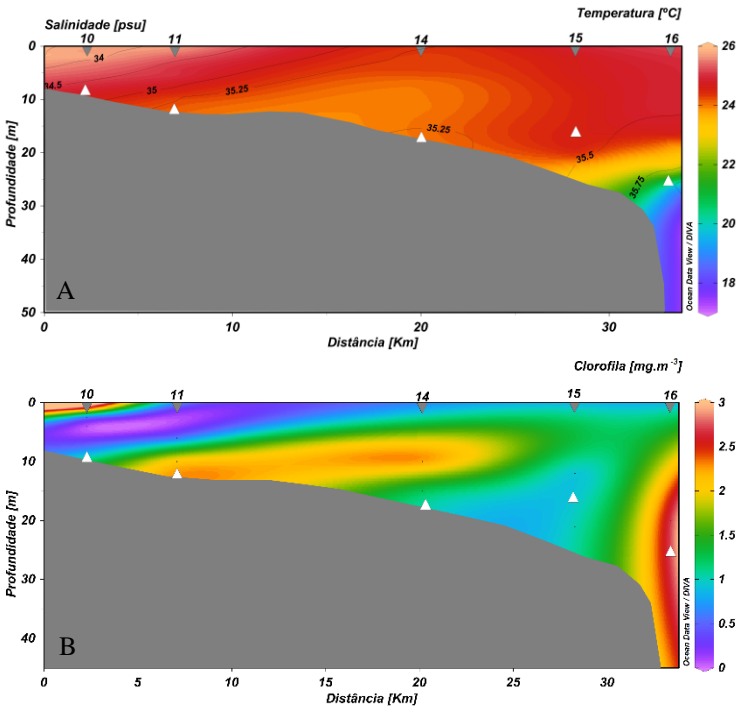 Salinidade [psu] Temperatura [ºC]
10 11 14 15 16
0 26
34
34.5 35 35.25
10 24
35.25
35.5
20 22
35.75
30 20
40 18
50
A
Profundidade [m]
Ocean Data View / DIVA
0 10 20 30
Distância [Km]
Clorofila [mg.m-3]
10 11 14 15 16
0 3
2.5
10 2
20 1.5
30 1
0.5
40 0
B
Profundidade [m]
Ocean Data View / DIVA
0 5 10 15 20 25 30
Distância [Km]